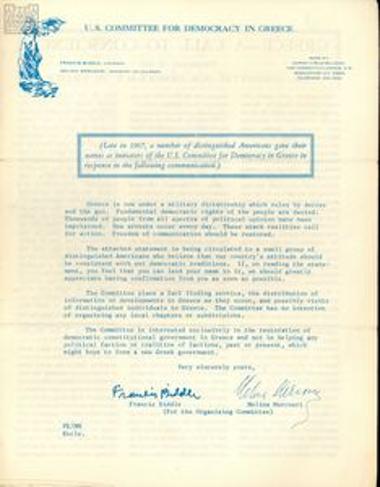 U.S. COMMITTEE FOR DEMOCRACY IN GREECE
(Late in 1967, a number of distinguished Americans gave their
names as initiators of the U.S. Committee for Democracy in Greece in
response to the following communication.)
Greece is now under a military dictatorship which rules by decree
and the gun. Fundamental democratic rights of the people are denied.
Thousands of people from all spectra of political opinion have been
imprisoned. New arrests occur every day. These stark realities call
for action. Freedom of communication should be restored.
The attached statement is being circulated to a small group of
distinguished Americans who believe that our country's attitude should
be consistent with our democratic traditions. If, on reading the state-
ment, you feel that you can lend your name to it, we should greatly
appreciate having confirmation from you as soon as possible.
The Committee plans a fact finding service, the distribution of
information on developments in Greece as they occur, and possibly visits
of distinguished individuals to Greece. The Committee has no intention
of organizing any local chapters or subdivisions.
The Committee is interested exclusively in the restoration of
democratic constitutional government in Greece and not in helping any
political faction or coalition of factions, past or present, which
might hope to form a new Greek government.
Very sincerely yours,
Francis Biddle
Francis Biddle Melina Mercouri
(For the Organizing Committee)
Encls.